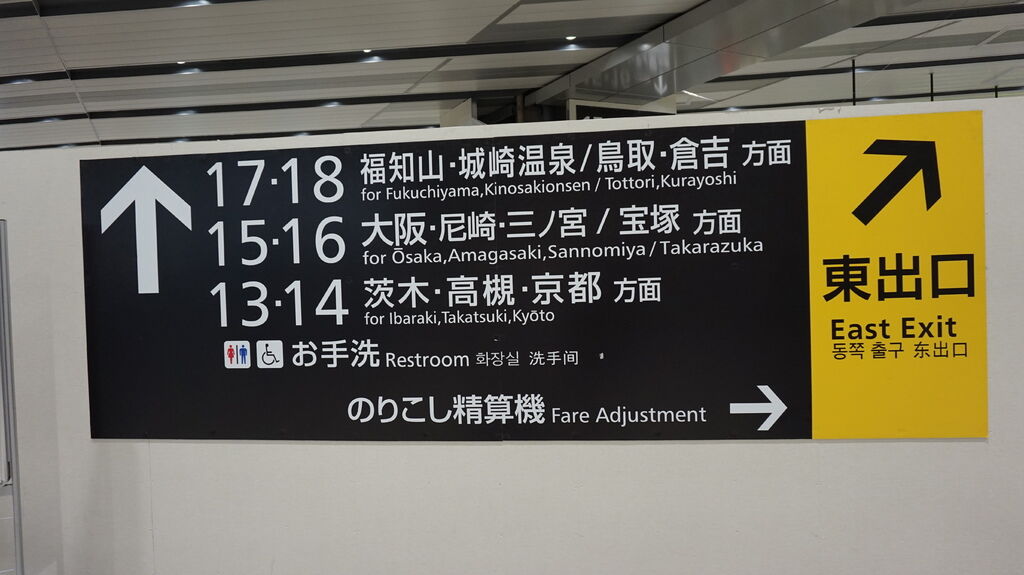 17·18 福知山·城崎温泉/鳥取·倉吉 方面
for Fukuchiyama,Kinosakionsen / Tottori,Kurayoshi
15·16 大阪·尼崎·三ノ宮 / 宝塚 方面
for Ōsaka,Amagasaki,Sannomiya / Takarazuka
13·14 茨木·高槻·京都 方面
for Ibaraki,Takatsuki,Kyōto
お手洗 Restroom 화장실 洗手间
のりこし精算機 Fare Adjustment
東出口
East Exit
동쪽 출구 东出口